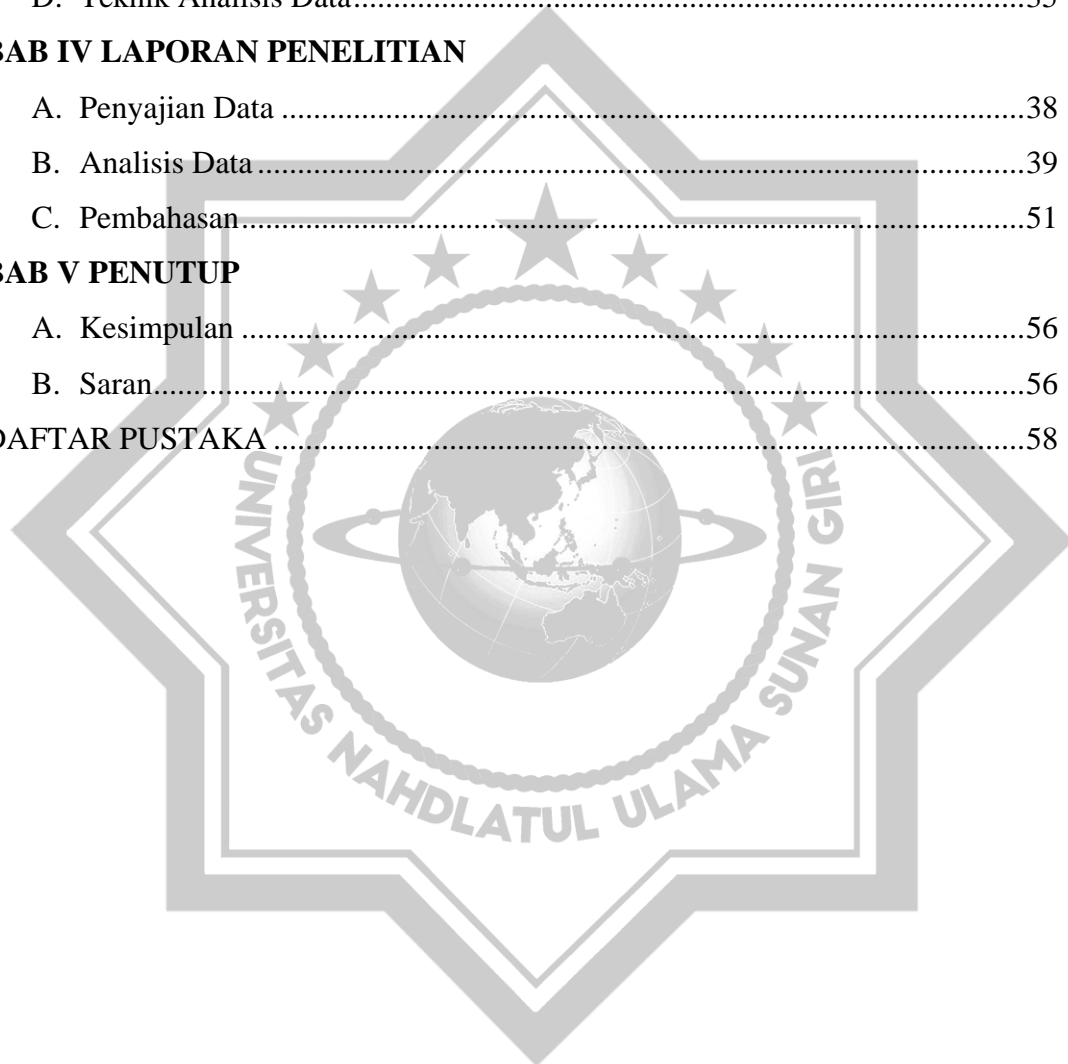 D. Teknik Analisis Data..........................................................................................35
BAB IV LAPORAN PENELITIAN
A. Penyajian Data ...........................................................................................38
B. Analisis Data..............................................................................................39
C. Pembahasan................................................................................................51
BAB V PENUTUP
A. Kesimpulan ................................................................................................56
B. Saran...........................................................................................................56
DAFTAR PUSTAKA ............................................................................................58
UNIVERSITAS NAHDLATUL ULAMA SUNAN GIRI